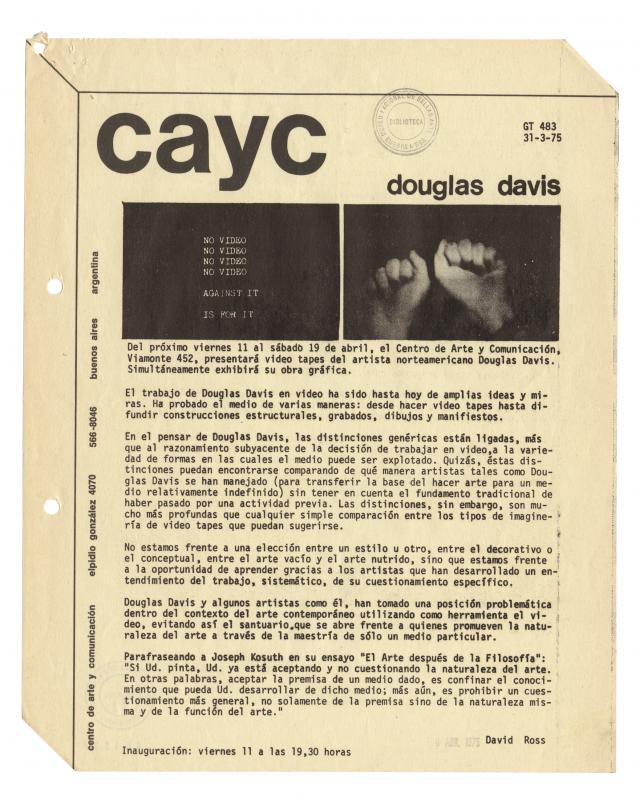 cayc
MUSEO NACIONAL DE BELLAS ARTES
BIBLIOTECA
GT 483
31-3-75
douglas davis
NO VIDEO
NO VIDEO
NO VIDEO
NO VIDEO
AGAINST IT
IS FOR IT
Del próximo viernes 11 al sábado 19 de abril, el Centro de Arte y Comunicación,
Viamonte 452, presentará video tapes del artista norteamericano Douglas Davis.
Simultáneamente exhibirá su obra gráfica.
El trabajo de Douglas Davis en video ha sido hasta hoy de amplias ideas y mi-
ras. Ha probado el medio de varias maneras: desde hacer video tapes hasta di-
fundir construcciones estructurales, grabados, dibujos y manifiestos.
En el pensar de Douglas Davis, las distinciones genéricas están ligadas, más
que al razonamiento subyacente de la decisión de trabajar en video,a la varie-
dad de formas en las cuales el medio puede ser explotado. Quizás, éstas dis-
tinciones puedan encontrarse comparando de qué manera artistas tales como Dou-
glas Davis se han manejado (para transferir la base del hacer arte para un me-
dio relativamente indefinido) sin tener en cuenta el fundamento tradicional de
haber pasado por una actividad previa. Las distinciones, sin embargo, son mu-
cho más profundas que cualquier simple comparación entre los tipos de imagine-
ría de video tapes que puedan sugerirse.
No estamos frente a una elección entre un estilo u otro, entre el decorativo o
el conceptual, entre el arte vacío y el arte nutrido, sino que estamos frente
a la oportunidad de aprender gracias a los artistas que han desarrollado un en-
tendimiento del trabajo, sistemático, de su cuestionamiento específico.
Douglas Davis y algunos artistas como él, han tomado una posición problemática
dentro del contexto del arte contemporáneo utilizando como herramienta el vi-
deo, evitando así el santuario,que se abre frente a quienes promueven la natu-
raleza del arte a través de la maestría de sólo un medio particular.
Parafraseando a Joseph Kosuth en su ensayo "El Arte después de la Filosofía":
"Si Ud. pinta, Ud. ya está aceptando y no cuestionando la naturaleza del arte.
En otras palabras, aceptar la premisa de un medio dado, es confinar el conoci-
miento que pueda Ud. desarrollar de dicho medio; más aún, es prohibir un cues-
tionamiento más general, no solamente de la premisa sino de la naturaleza mis-
ma y de la función del arte."
David Ross
ABR. 1975
Inauguración: viernes 11 a las 19,30 horas
centro de arte y comunicación elpidio gonzález 4070 566-8046 buenos aires argentina